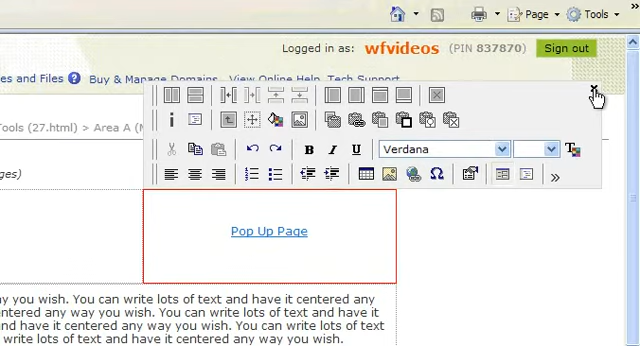 Page
Tools
Logged in as: wfvideos (PIN 837870) Sign out
es and Files ? Buy & Manage Domains View Online Help Tech Support
ools (27.html) > Area A (M
i
B I U Verdana T
ges)
Ω »
Pop Up Page
ay you wish. You can write lots of text and have it centered any
entered any way you wish. You can write lots of text and have it
and have it centered any way you wish. You can write lots of text
write lots of text and have it centered any way you wish.